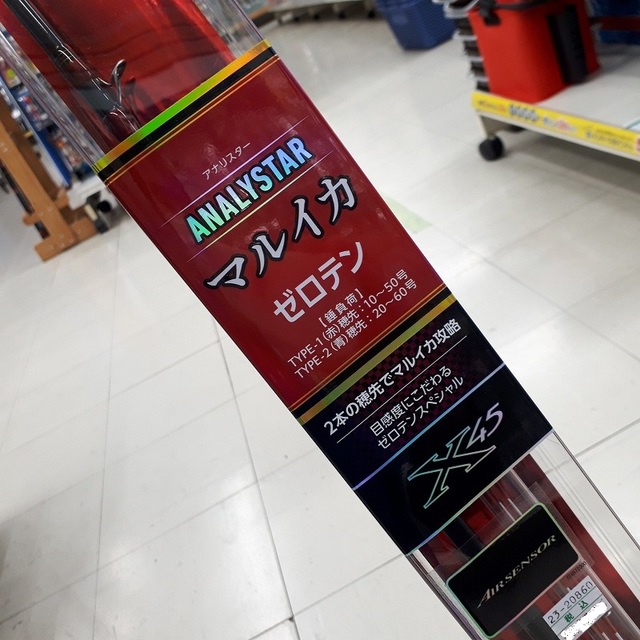 アナリスター
ANALYSTAR
マルイカ
ゼロテン
【錘負荷】
TYPE-1(赤)穂先：10〜50号
TYPE-2(青)穂先：20〜60号
2本の穂先でマルイカ攻略
目感度にこだわる
ゼロテンスペシャル
X45
AIRSENSOR
23-20860
税込